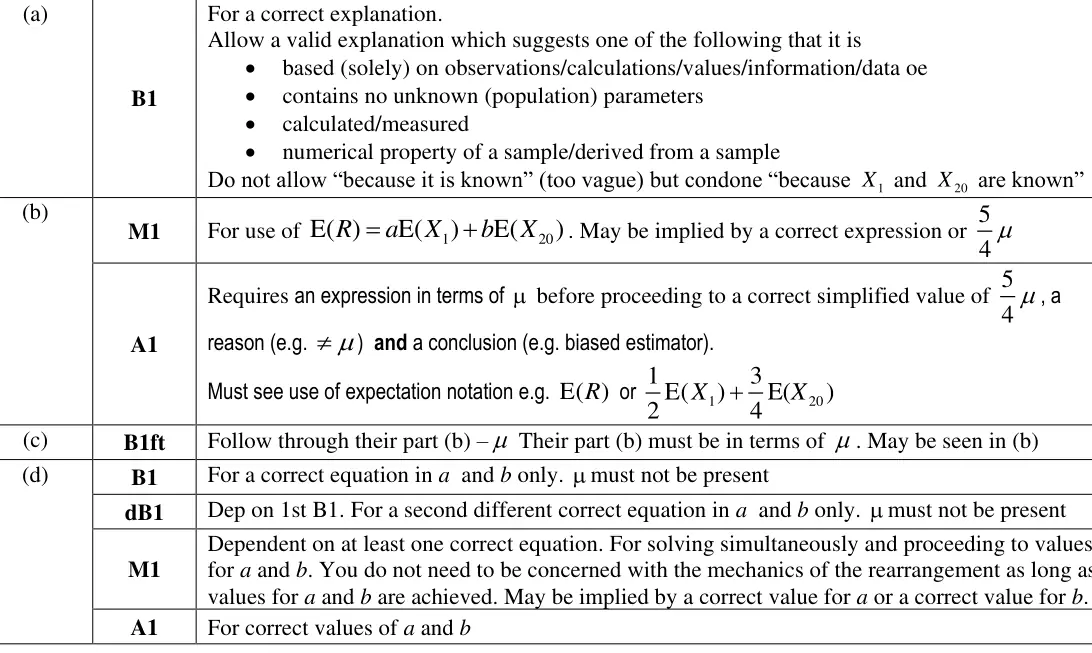 (a) B1 For a correct explanation.
Allow a valid explanation which suggests one of the following that it is
• based (solely) on observations/calculations/values/information/data oe
• contains no unknown (population) parameters
• calculated/measured
• numerical property of a sample/derived from a sample
Do not allow “because it is known” (too vague) but condone “because X₁ and X₂₀ are known”
(b) M1 For use of E(R) = aE(X₁) + bE(X₂₀). May be implied by a correct expression or 5/4 μ
A1 Requires an expression in terms of μ before proceeding to a correct simplified value of 5/4 μ, a
reason (e.g. ≠ μ) and a conclusion (e.g. biased estimator).
Must see use of expectation notation e.g. E(R) or 1/2 E(X₁) + 3/4 E(X₂₀)
(c) B1ft Follow through their part (b) – μ Their part (b) must be in terms of μ. May be seen in (b)
(d) B1 For a correct equation in a and b only. μ must not be present
dB1 Dep on 1st B1. For a second different correct equation in a and b only. μ must not be present
M1 Dependent on at least one correct equation. For solving simultaneously and proceeding to values
for a and b. You do not need to be concerned with the mechanics of the rearrangement as long as
values for a and b are achieved. May be implied by a correct value for a or a correct value for b.
A1 For correct values of a and b